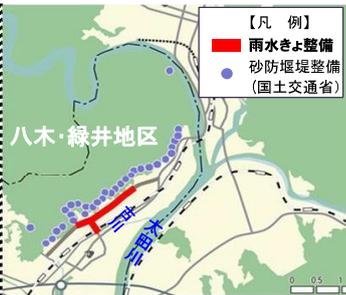 【凡 例】
雨水きょ整備
砂防堰堤整備
(国土交通省)
八木・緑井地区
古川
太田川
0 0.5 1